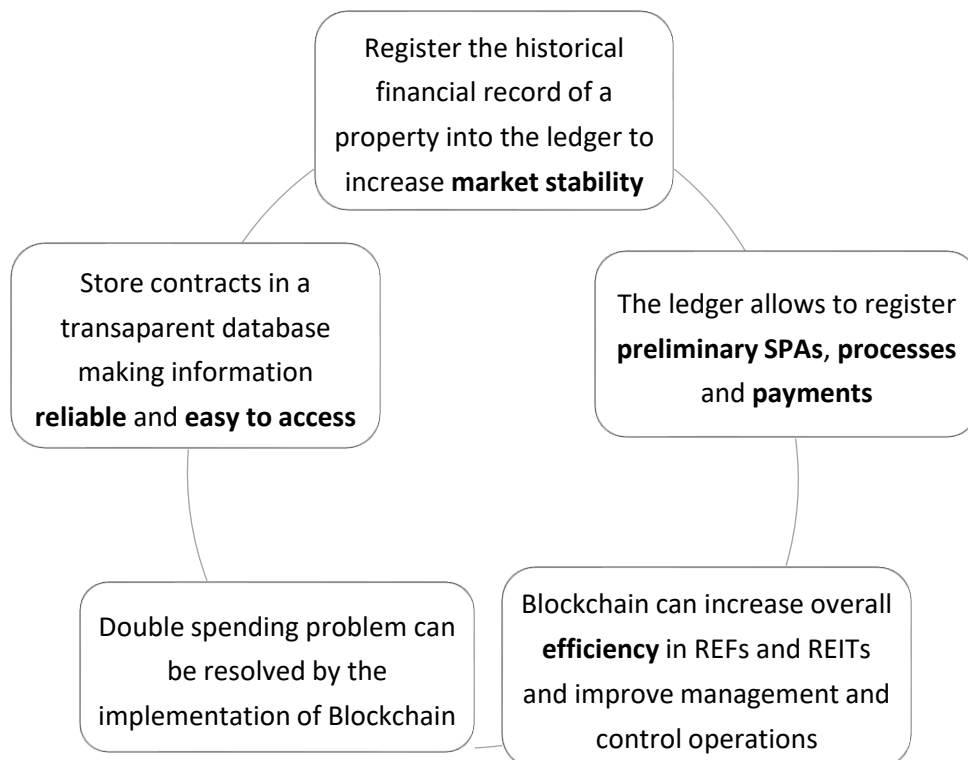 Register the historical
financial record of a
property into the ledger to
increase market stability
The ledger allows to register
preliminary SPAs, processes
and payments
Blockchain can increase overall
efficiency in REFs and REITs
and improve management and
control operations
Double spending problem can
be resolved by the
implementation of Blockchain
Store contracts in a
transaparent database
making information
reliable and easy to access